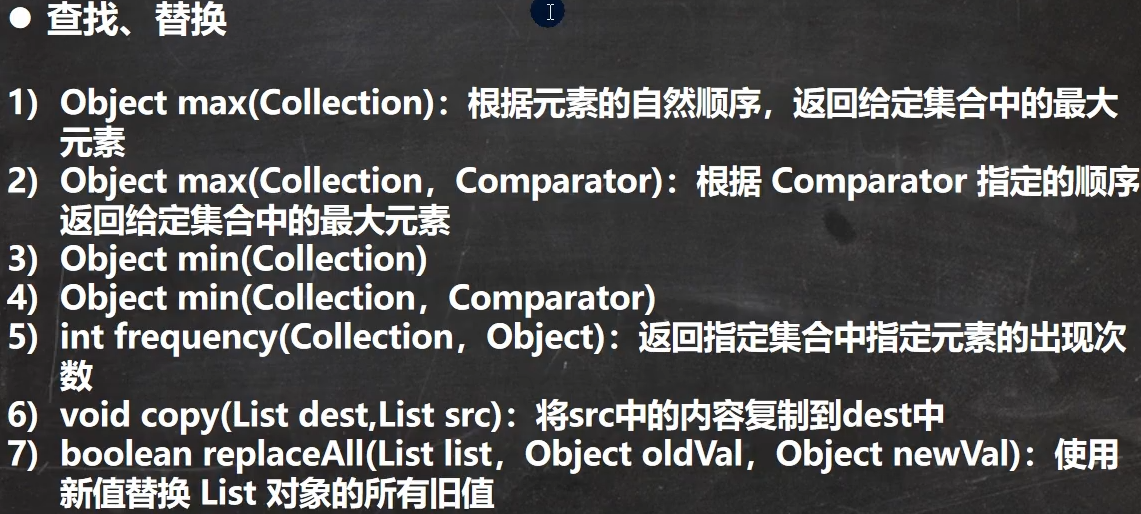 ● 查找、替换
1) Object max(Collection)：根据元素的自然顺序，返回给定集合中的最大
元素
2) Object max(Collection，Comparator)：根据 Comparator 指定的顺序
返回给定集合中的最大元素
3) Object min(Collection)
4) Object min(Collection，Comparator)
5) int frequency(Collection，Object)：返回指定集合中指定元素的出现次
数
6) void copy(List dest,List src)：将src中的内容复制到dest中
7) boolean replaceAll(List list，Object oldVal，Object newVal)：使用
新值替换 List 对象的所有旧值